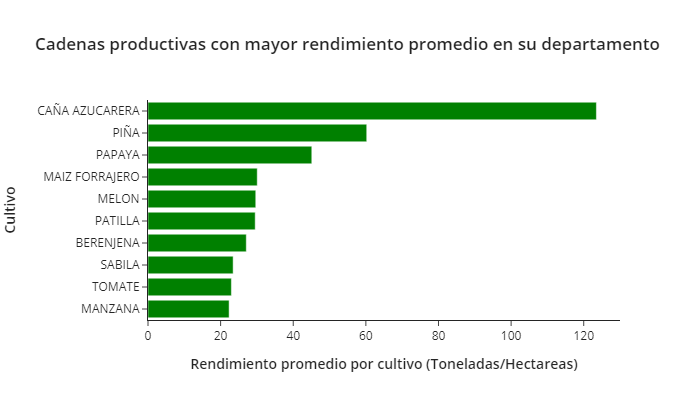 Cadenas productivas con mayor rendimiento promedio en su departamento
CAÑA AZUCARERA
PIÑA
PAPAYA
MAIZ FORRAJERO
MELON
PATILLA
BERENJENA
SABILA
TOMATE
MANZANA
Cultivo
0 20 40 60 80 100 120
Rendimiento promedio por cultivo (Toneladas/Hectareas)